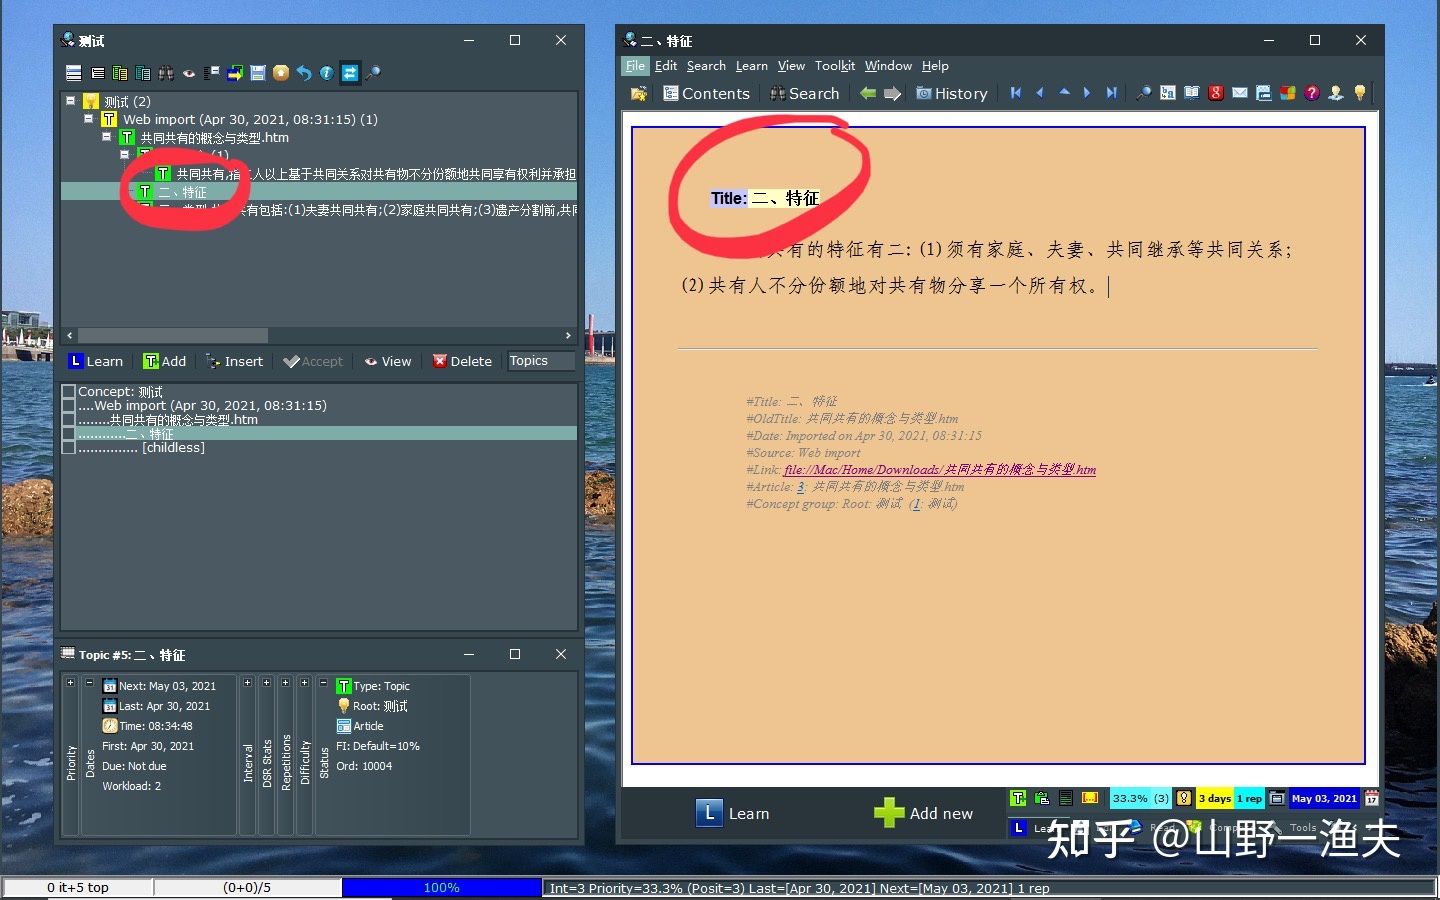 测试
测试 (2)
Web import (Apr 30, 2021, 08:31:15) (1)
共同共有的概念与类型.htm
(1)
共同共有,指二人以上基于共同关系对共有物不分份额地共同享有权利并承担
二、特征
共有包括:(1)夫妻共同共有;(2)家庭共同共有;(3)遗产分割前,共同
Learn Add Insert Accept View Delete Topics
Concept: 测试
....Web import (Apr 30, 2021, 08:31:15)
........共同共有的概念与类型.htm
............二、特征
............... [childless]
Topic #5: 二、特征
Priority
Dates
Next: May 03, 2021
Last: Apr 30, 2021
Time: 08:34:48
First: Apr 30, 2021
Due: Not due
Workload: 2
Interval
DSR Stats
Repetitions
Difficulty
Status
Type: Topic
Root: 测试
Article
FI: Default=10%
Ord: 10004
二、特征
File Edit Search Learn View Toolkit Window Help
Contents Search History
Title: 二、特征
共有的特征有二: (1) 须有家庭、夫妻、共同继承等共同关系;
(2) 共有人不分份额地对共有物分享一个所有权。
#Title: 二、特征
#OldTitle: 共同共有的概念与类型.htm
#Date: Imported on Apr 30, 2021, 08:31:15
#Source: Web import
#Link: file://Mac/Home/Downloads/共同共有的概念与类型.htm
#Article: 3: 共同共有的概念与类型.htm
#Concept group: Root: 测试 (1: 测试)
L Learn Add new
33.3% (3) 3 days 1 rep May 03, 2021 17
Tools
知乎 @山野一渔夫
0 it+5 top (0+0)/5 100% Int=3 Priority=33.3% (Posit=3) Last=[Apr 30, 2021] Next=[May 03, 2021] 1 rep